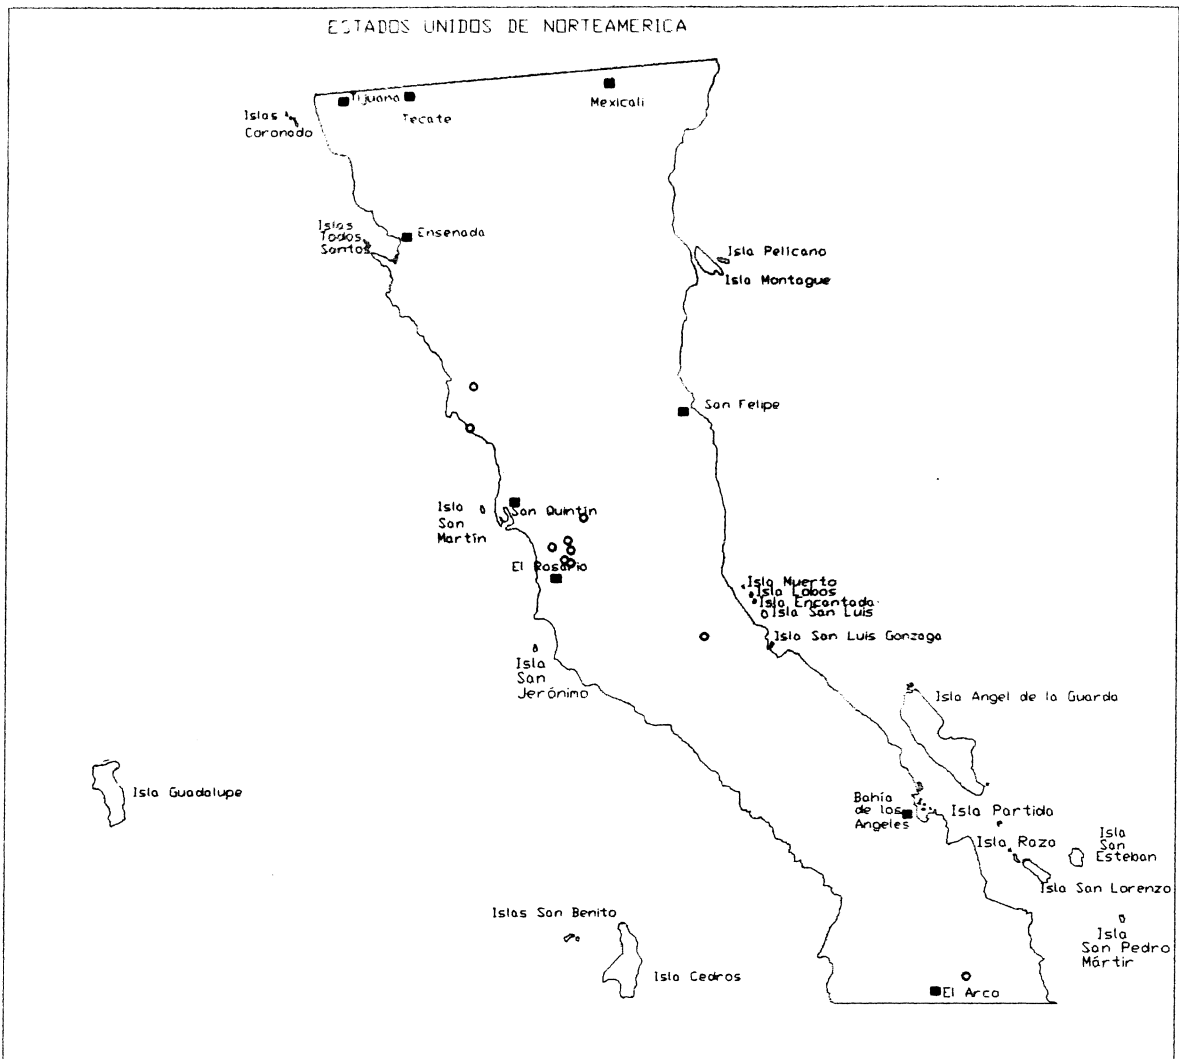 ESTADOS UNIDOS DE NORTEAMERICA
Tijuana
Tecate
Mexicali
Islas
Coronado
Islas
Todos
Santos
Ensenada
Isla Pelicano
Isla Montague
San Felipe
Isla
San
Martín
San Quintin
El Rosario
Isla Muerto
Isla Lobos
Isla Encantada
Isla San Luis
Isla San Luis Gonzaga
Isla
San
Jerónimo
Isla Angel de la Guarda
Isla Guadalupe
Bahía
de los
Angeles
Isla Partida
Isla Raza
Isla
San
Esteban
Isla San Lorenzo
Islas San Benito
Isla
San Pedro
Mártir
Isla Cedros
El Arco